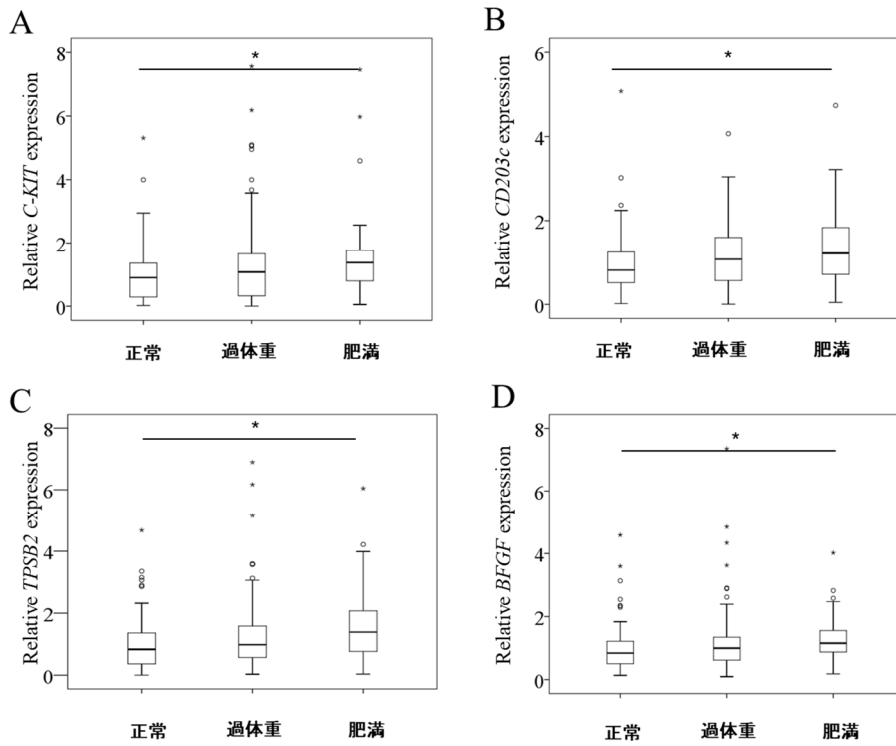 A
Relative C-KIT expression
8
6
4
2
0
*
正常 過体重 肥満
B
Relative CD203c expression
6
4
2
0
*
正常 過体重 肥満
C
Relative TPSB2 expression
8
6
4
2
0
*
正常 過体重 肥満
D
Relative BFGF expression
8
6
4
2
0
*
正常 過体重 肥満